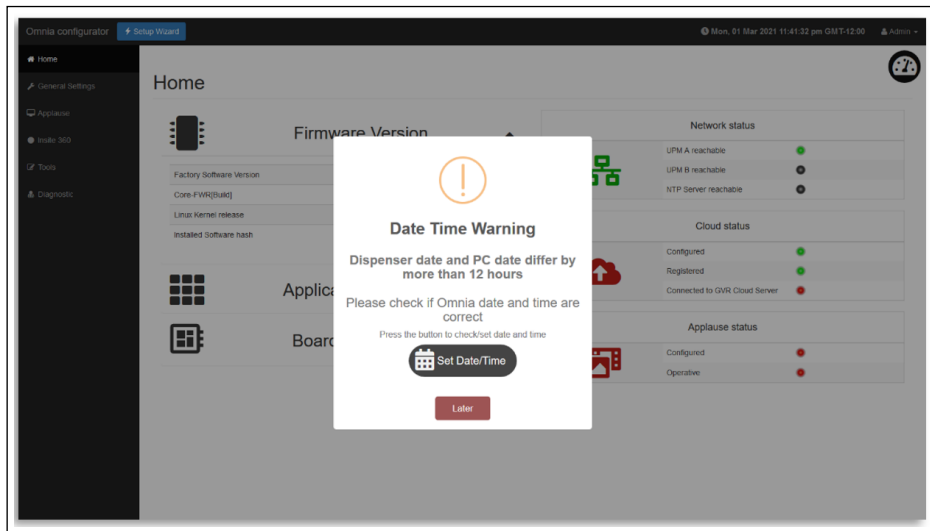 Omnia configurator
Setup Wizard
Mon, 01 Mar 2021 11:41:32 pm GMT-12:00
Admin
Home
General Settings
Applause
Insite 360
Tools
Diagnostic
Home
Firmware Version
Factory Software Version
Core-FWR[Build]
Linux Kernel release
Installed Software hash
Applica
Board
Date Time Warning
Dispenser date and PC date differ by
more than 12 hours
Please check if Omnia date and time are
correct
Press the button to check/set date and time
Set Date/Time
Later
Network status
UPM A reachable
UPM B reachable
NTP Server reachable
Cloud status
Configured
Registered
Connected to GVR Cloud Server
Applause status
Configured
Operative